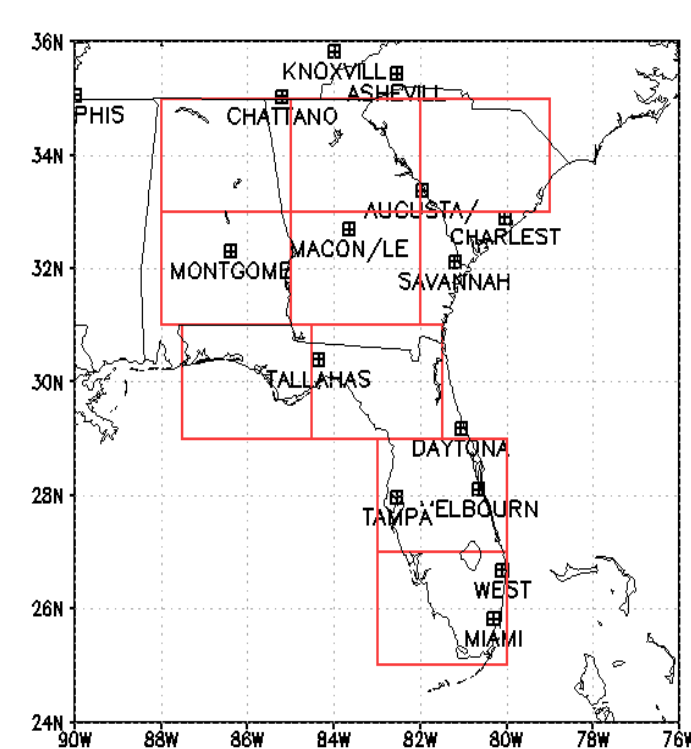 36N
KNOXVILL
ASHEVILL
PHIS
CHATTANO
34N
AUGUSTA/
CHARLEST
MACON/LE
MONTGOME
32N
SAVANNAH
30N
TALLAHAS
DAYTONA
28N
ELBOURN
TAMPA
WEST
26N
MIAMI
24N
90W 88W 86W 84W 82W 80W 78W 76W